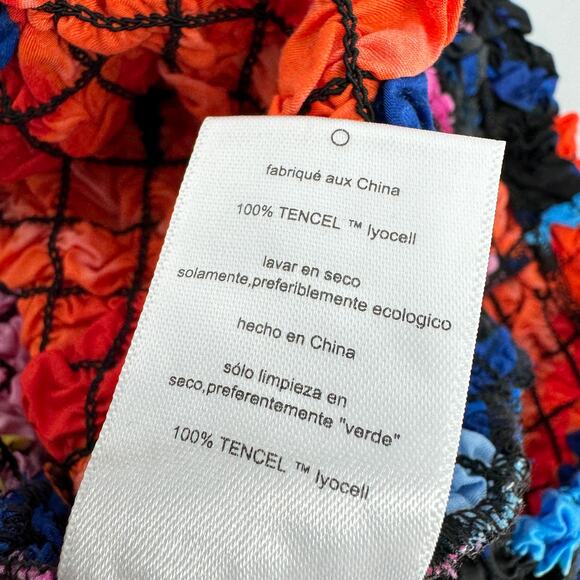 fabriqué aux China
100% TENCEL ™ lyocell
lavar en seco
solamente,preferiblemente ecologico
hecho en China
sólo limpieza en
seco,preferentemente "verde"
100% TENCEL ™ lyocell